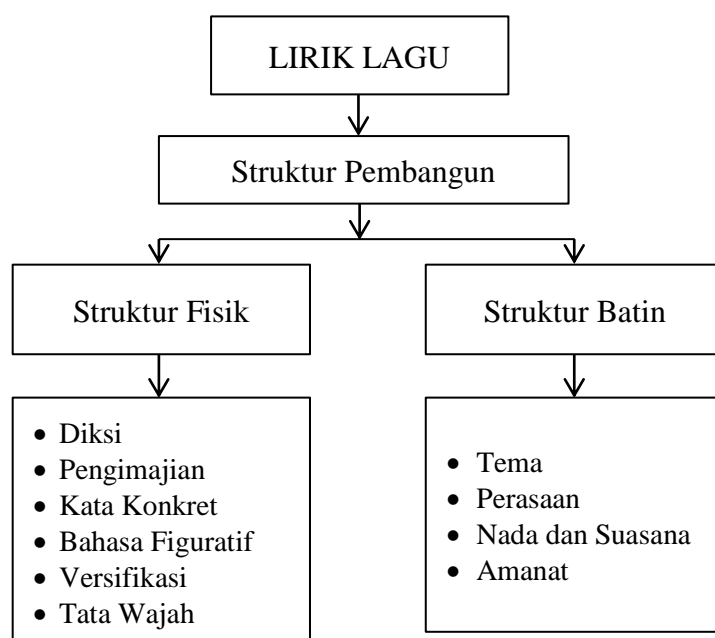 LIRIK LAGU
Struktur Pembangun
Struktur Fisik
Struktur Batin
• Diksi
• Pengimajian
• Kata Konkret
• Bahasa Figuratif
• Versifikasi
• Tata Wajah
• Tema
• Perasaan
• Nada dan Suasana
• Amanat